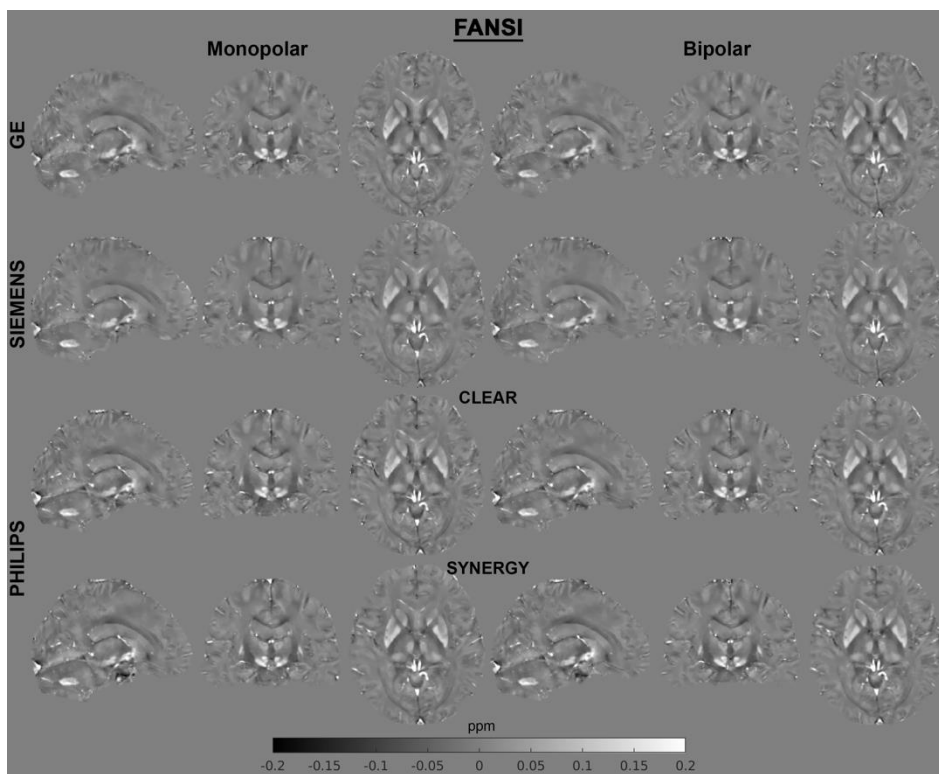 FANSI
Monopolar
Bipolar
GE
SIEMENS
CLEAR
PHILIPS
SYNERGY
ppm
-0.2 -0.15 -0.1 -0.05 0 0.05 0.1 0.15 0.2